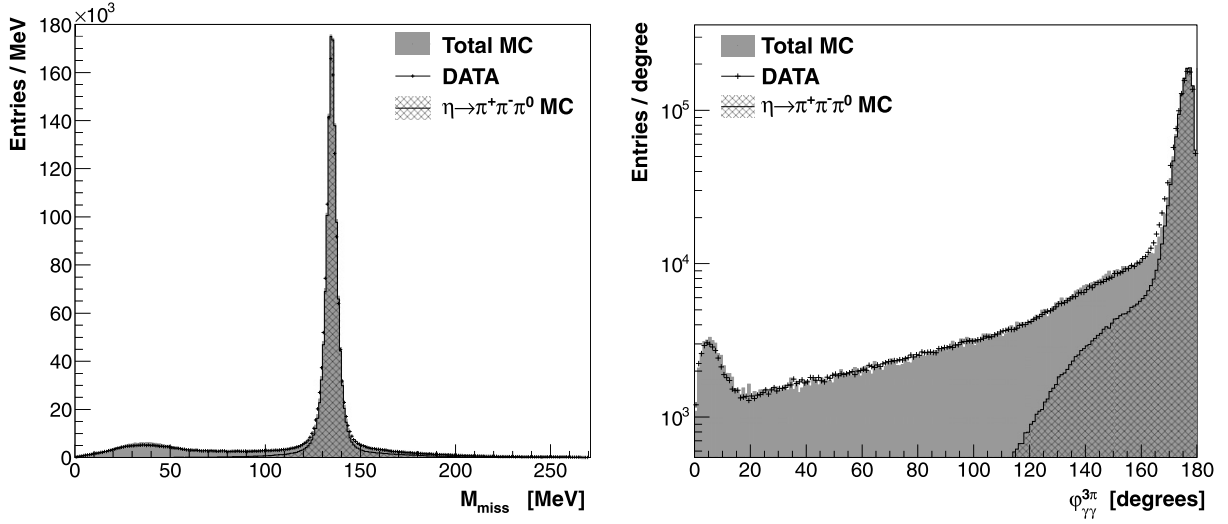 ×10³
Entries / MeV
180
160
140
120
100
80
60
40
20
0
0 50 100 150 200 250
M_miss [MeV]
Total MC
DATA
η→π⁺π⁻π⁰ MC
Entries / degree
10⁵
10⁴
10³
0 20 40 60 80 100 120 140 160 180
φ^3π_γγ [degrees]
Total MC
DATA
η→π⁺π⁻π⁰ MC